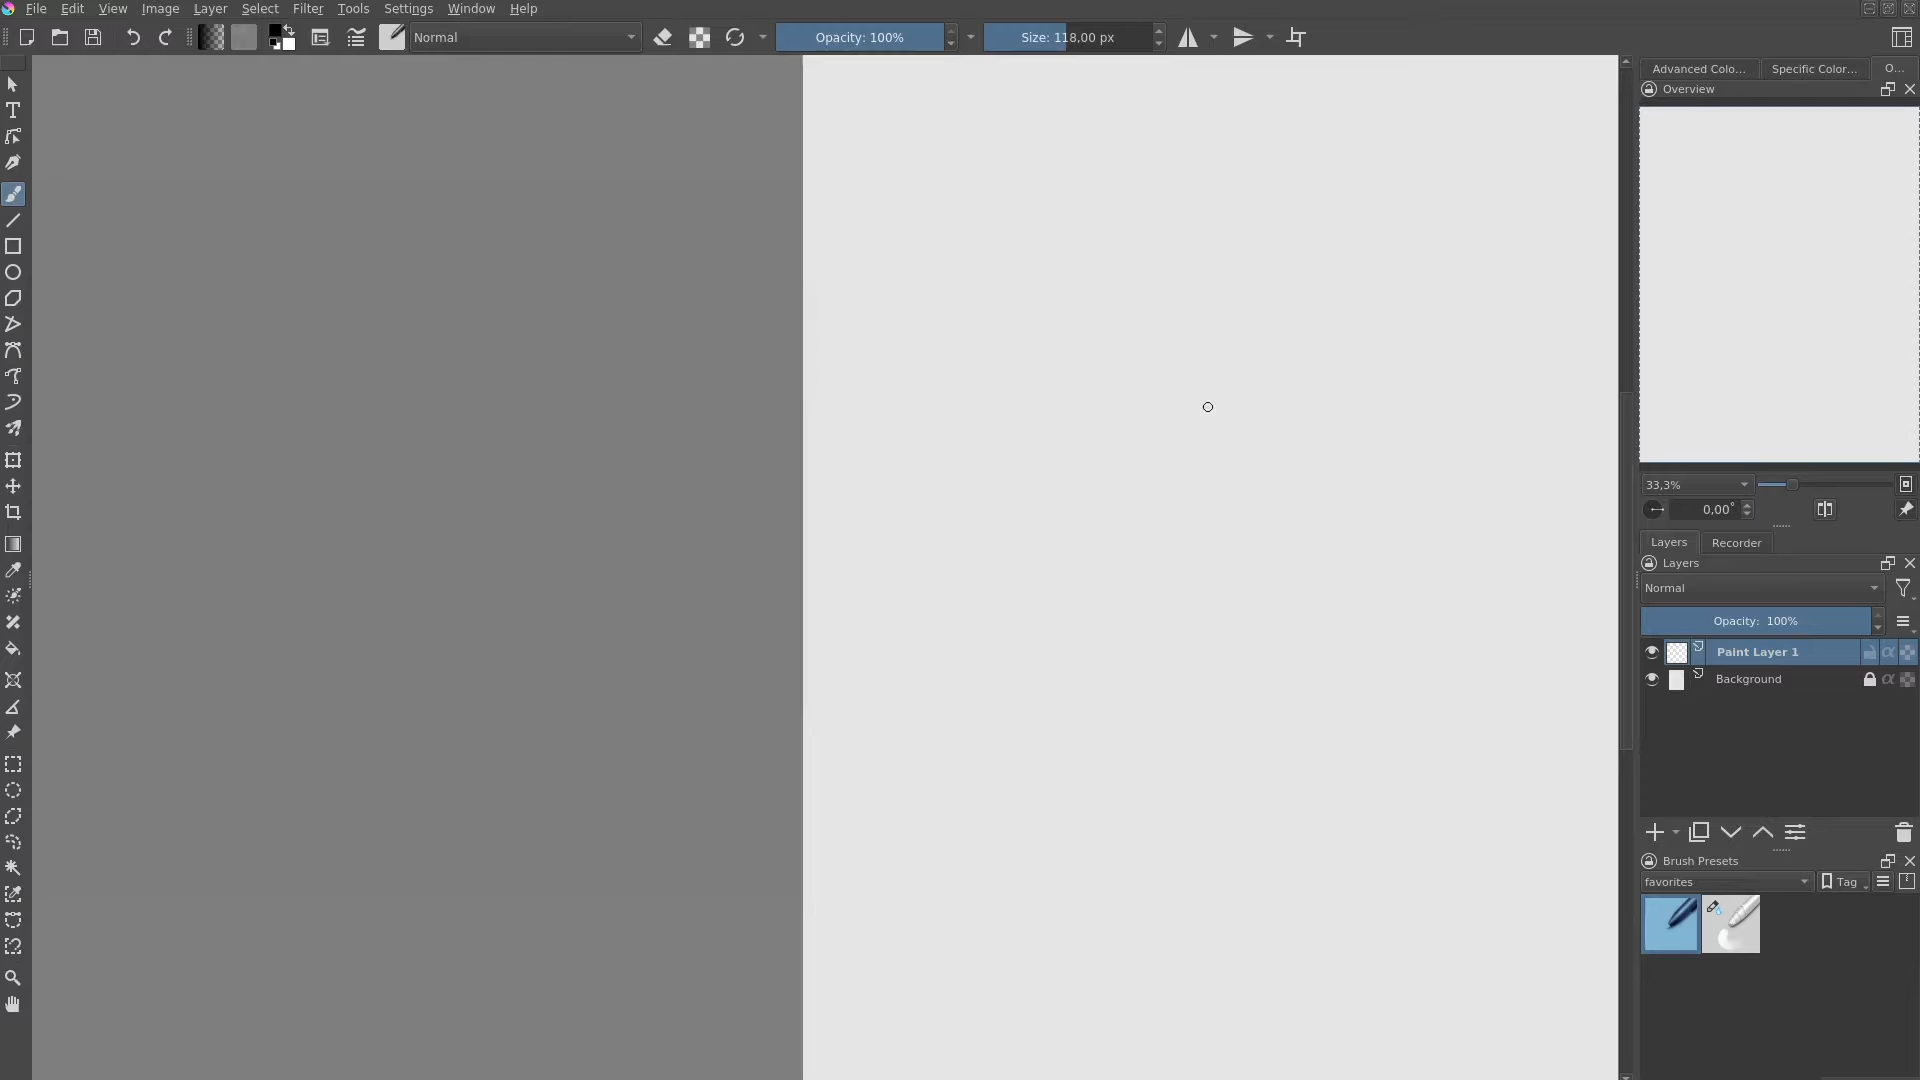 File Edit View Image Layer Select Filter Tools Settings Window Help
Normal Opacity: 100% Size: 118,00 px
Advanced Colo... Specific Color... O...
Overview
33,3%
0,00°
Layers Recorder
Layers
Normal
Opacity: 100%
Paint Layer 1
Background
Brush Presets
favorites Tag